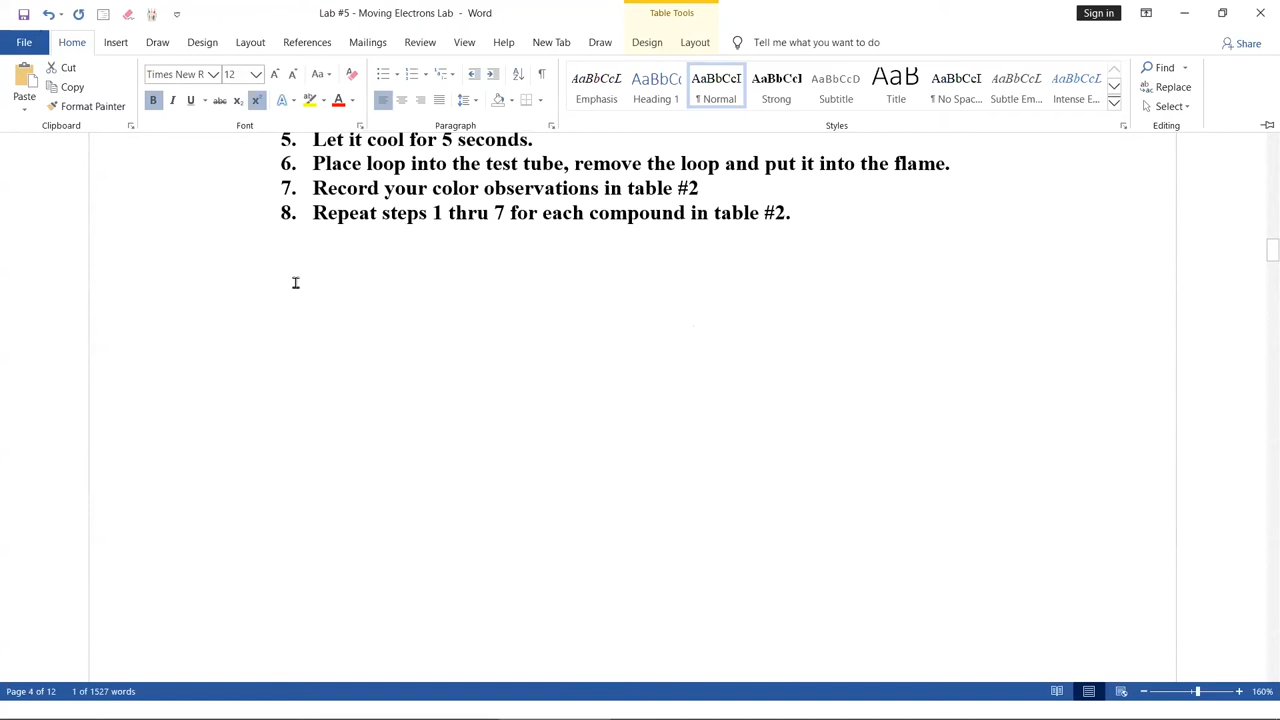 Lab #5 - Moving Electrons Lab - Word
Table Tools
Sign in
File Home Insert Draw Design Layout References Mailings Review View Help New Tab Draw Design Layout Tell me what you want to do Share
Paste
Cut
Copy
Format Painter
Clipboard
Times New R 12 Aa
B I U abc x₂ x² A ab A
Font
Paragraph
AaBbCcL AaBbCc AaBbCcI AaBbCcl AaBbCcD AaB AaBbCcI AaBbCcL AaBbCcL
Emphasis Heading 1 ¶ Normal Strong Subtitle Title ¶ No Spac... Subtle Em... Intense E...
Styles
Find
Replace
Select
Editing
5. Let it cool for 5 seconds.
6. Place loop into the test tube, remove the loop and put it into the flame.
7. Record your color observations in table #2
8. Repeat steps 1 thru 7 for each compound in table #2.
Page 4 of 12 1 of 1527 words 160%